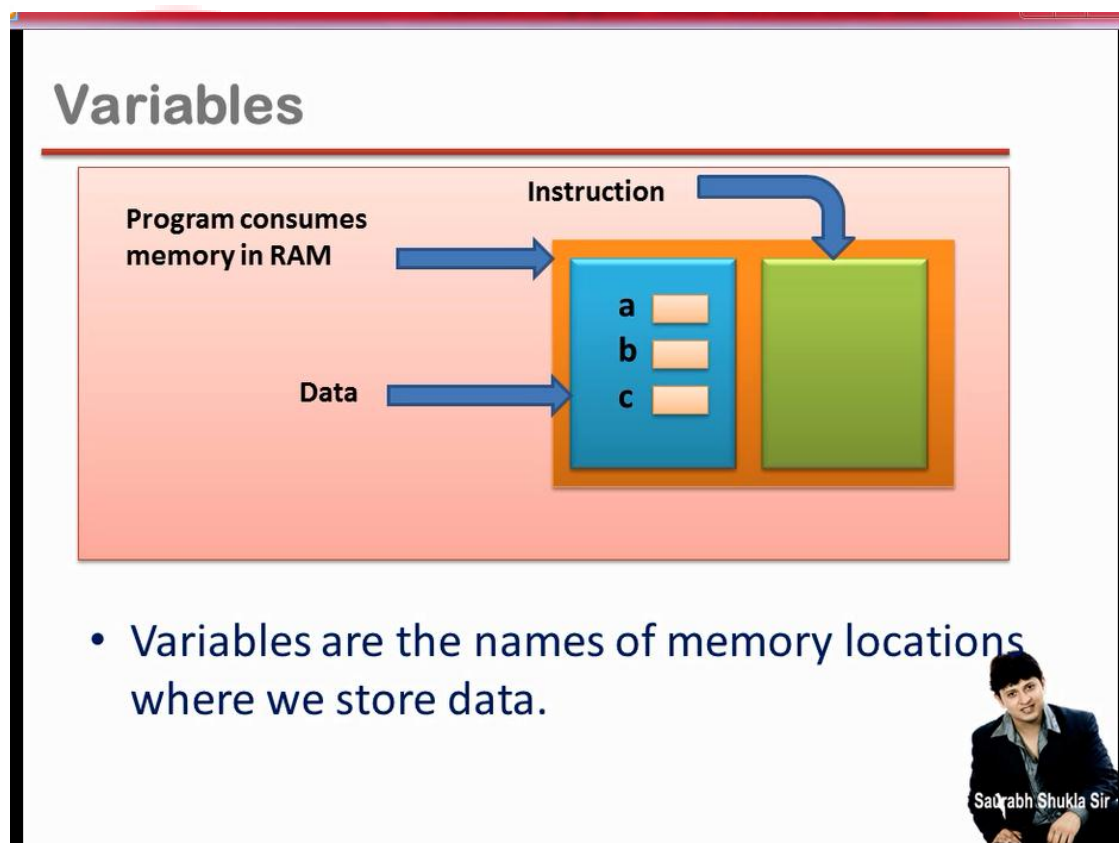 Variables
Instruction
Program consumes
memory in RAM
a
b
Data
c
• Variables are the names of memory locations
where we store data.
Saurabh Shukla Sir